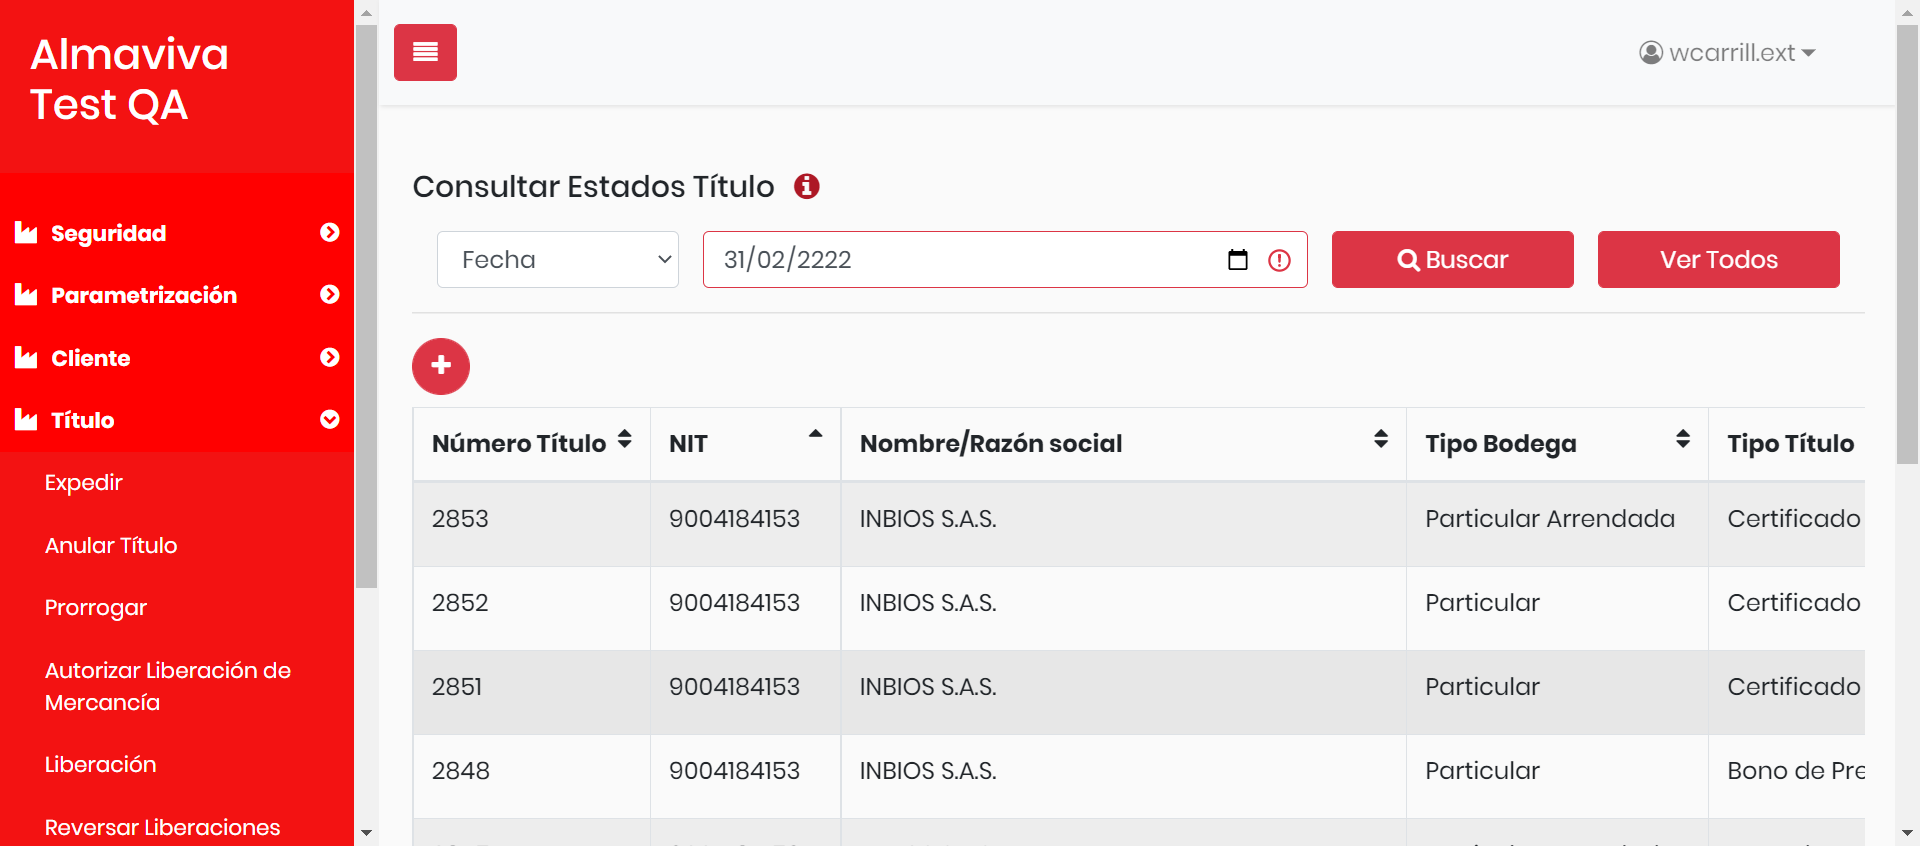 Almaviva
Test QA
wcarrill.ext
Seguridad
Parametrización
Cliente
Título
Expedir
Anular Título
Prorrogar
Autorizar Liberación de
Mercancía
Liberación
Reversar Liberaciones
Consultar Estados Título
Fecha 31/02/2222 Buscar Ver Todos
Número Título NIT Nombre/Razón social Tipo Bodega Tipo Título
2853 9004184153 INBIOS S.A.S. Particular Arrendada Certificado
2852 9004184153 INBIOS S.A.S. Particular Certificado
2851 9004184153 INBIOS S.A.S. Particular Certificado
2848 9004184153 INBIOS S.A.S. Particular Bono de Pre